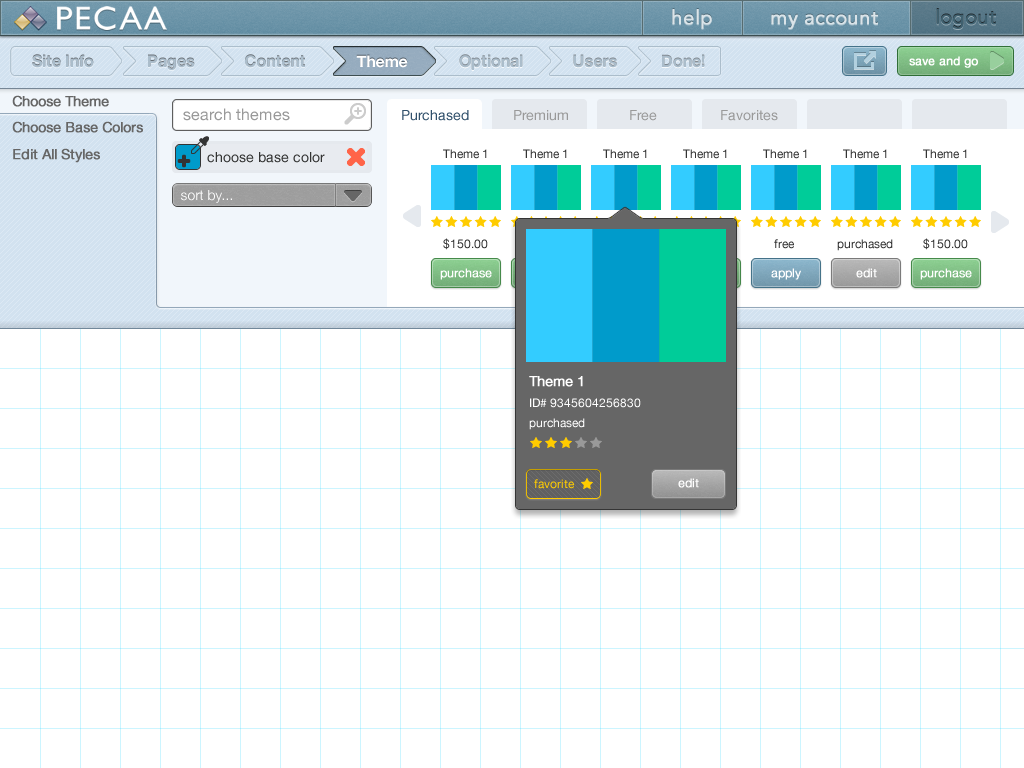 PECAA
help
my account
logout
Site Info
Pages
Content
Theme
Optional
Users
Done!
save and go
Choose Theme
Choose Base Colors
Edit All Styles
search themes
choose base color
sort by...
Purchased
Premium
Free
Favorites
Theme 1
Theme 1
Theme 1
Theme 1
Theme 1
Theme 1
Theme 1
$150.00
free
purchased
$150.00
purchase
apply
edit
purchase
Theme 1
ID# 9345604256830
purchased
favorite
edit